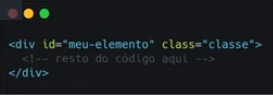 <div id="meu-elemento" class="classe">
<!-- resto do código aqui -->
</div>